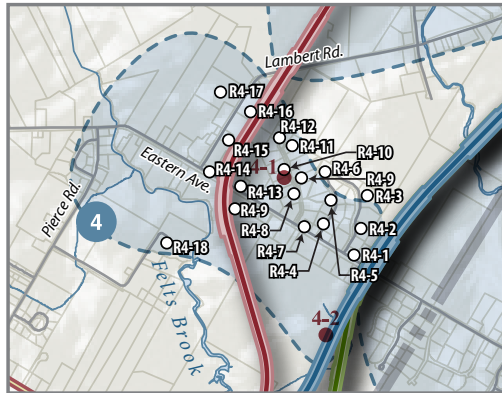 Lambert Rd.
R4-17
R4-16
R4-12
R4-11
R4-15
R4-10
Eastern Ave.
4-1
R4-6
R4-14
R4-9
R4-13
R4-3
Pierce Rd.
R4-9
4
R4-8
R4-2
R4-18
R4-7
R4-1
R4-4
R4-5
Felts Brook
4-2